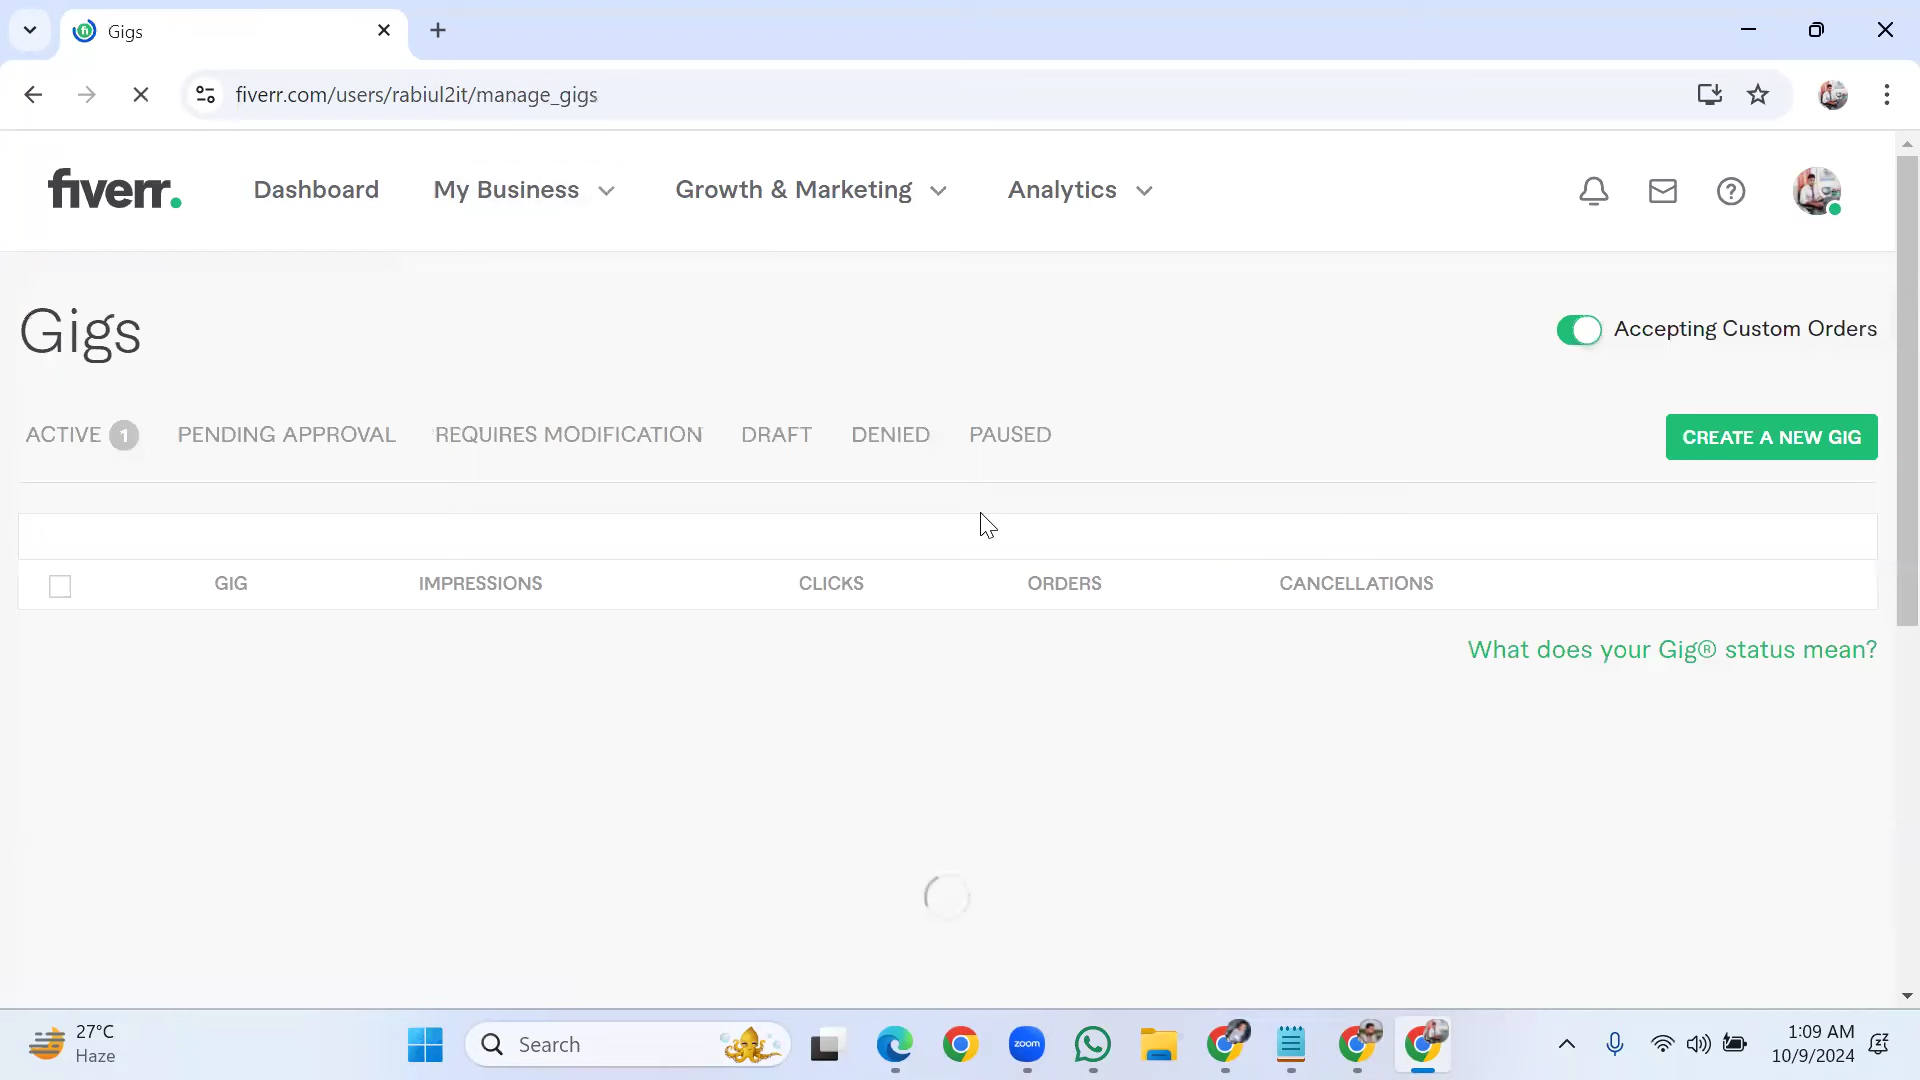 Gigs
fiverr.com/users/rabiul2it/manage_gigs
fiverr.
Dashboard
My Business
Growth & Marketing
Analytics
Gigs
Accepting Custom Orders
ACTIVE 1
PENDING APPROVAL
REQUIRES MODIFICATION
DRAFT
DENIED
PAUSED
CREATE A NEW GIG
GIG
IMPRESSIONS
CLICKS
ORDERS
CANCELLATIONS
What does your Gig® status mean?
27°C
Haze
Search
zoom
1:09 AM
10/9/2024